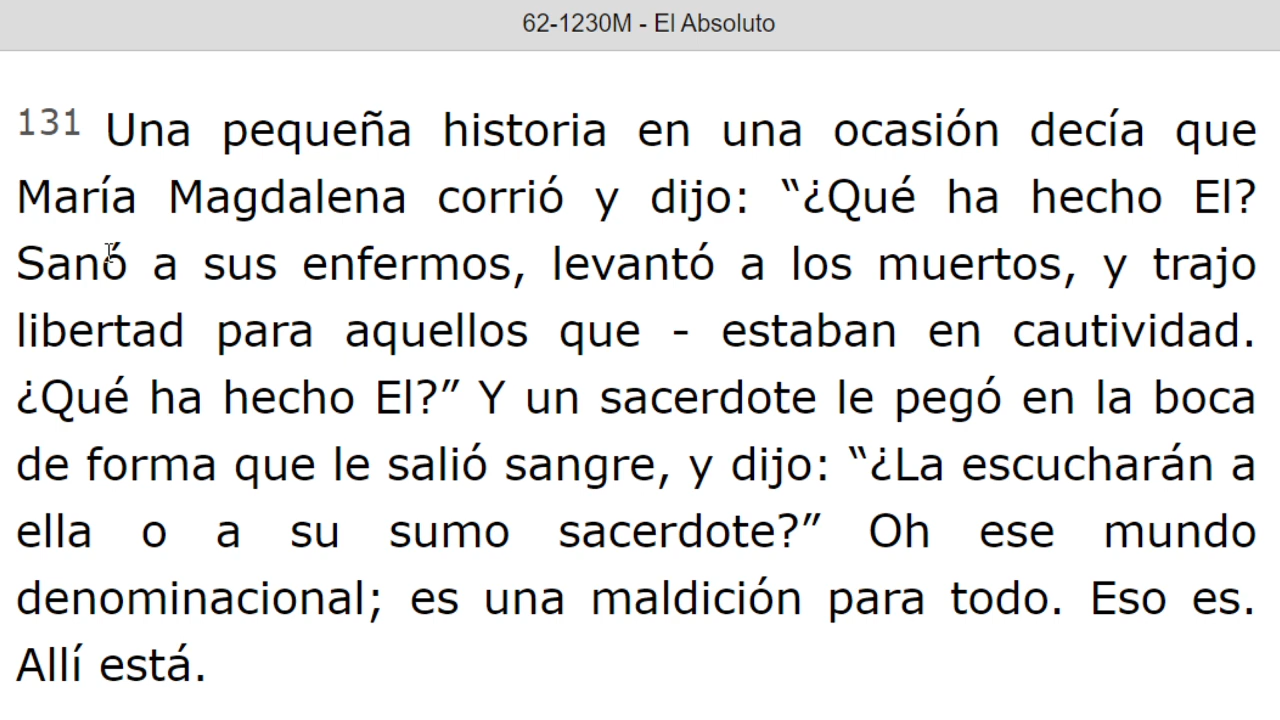 62-1230M - El Absoluto
131 Una pequeña historia en una ocasión decía que
María Magdalena corrió y dijo: “¿Qué ha hecho El?
Sanó a sus enfermos, levantó a los muertos, y trajo
libertad para aquellos que - estaban en cautividad.
¿Qué ha hecho El?” Y un sacerdote le pegó en la boca
de forma que le salió sangre, y dijo: “¿La escucharán a
ella o a su sumo sacerdote?” Oh ese mundo
denominacional; es una maldición para todo. Eso es.
Allí está.